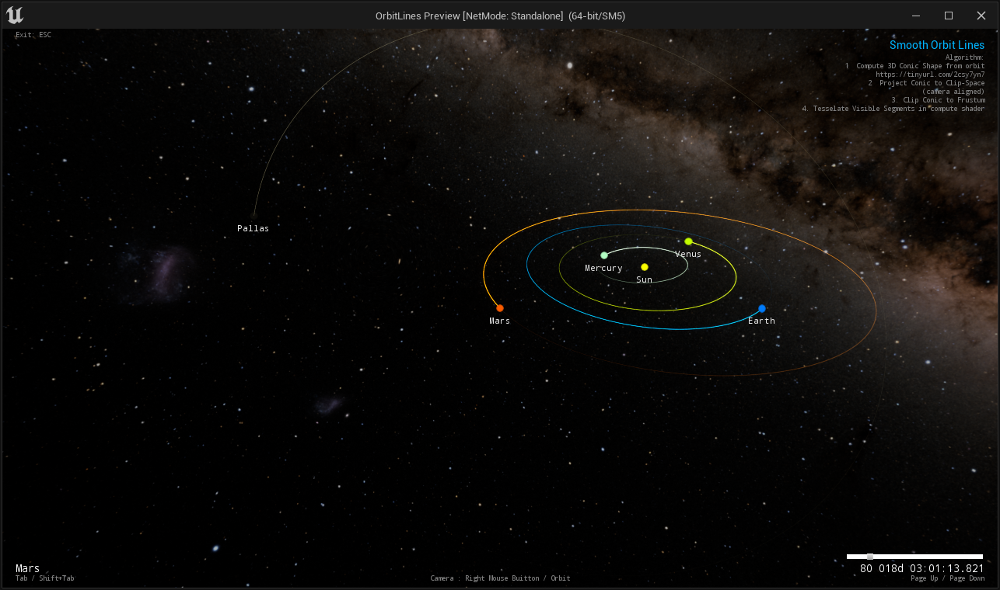 OrbitLines Preview [NetMode: Standalone]  (64-bit/SM5)
Exit: ESC
Smooth Orbit Lines
Algorithm:
1  Compute 3D Conic Shape from orbit
https://tinyurl.com/2csy7yn7
2  Project Conic to Clip-Space
(camera aligned)
3. Clip Conic to Frustum
4. Tesselate Visible Segments in compute shader
Pallas
Venus
Mercury
Sun
Mars
Earth
Mars
Tab / Shift+Tab
Camera : Right Mouse Buitton / Orbit
80 018d 03:01:13.821
Page Up / Page Down